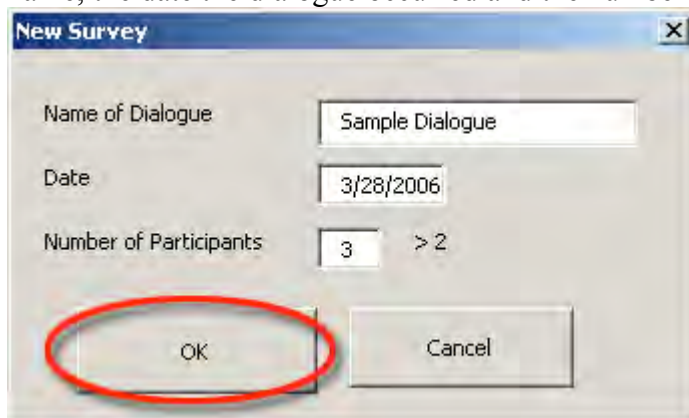 New Survey
Name of Dialogue
Sample Dialogue
Date
3/28/2006
Number of Participants
3 > 2
OK
Cancel